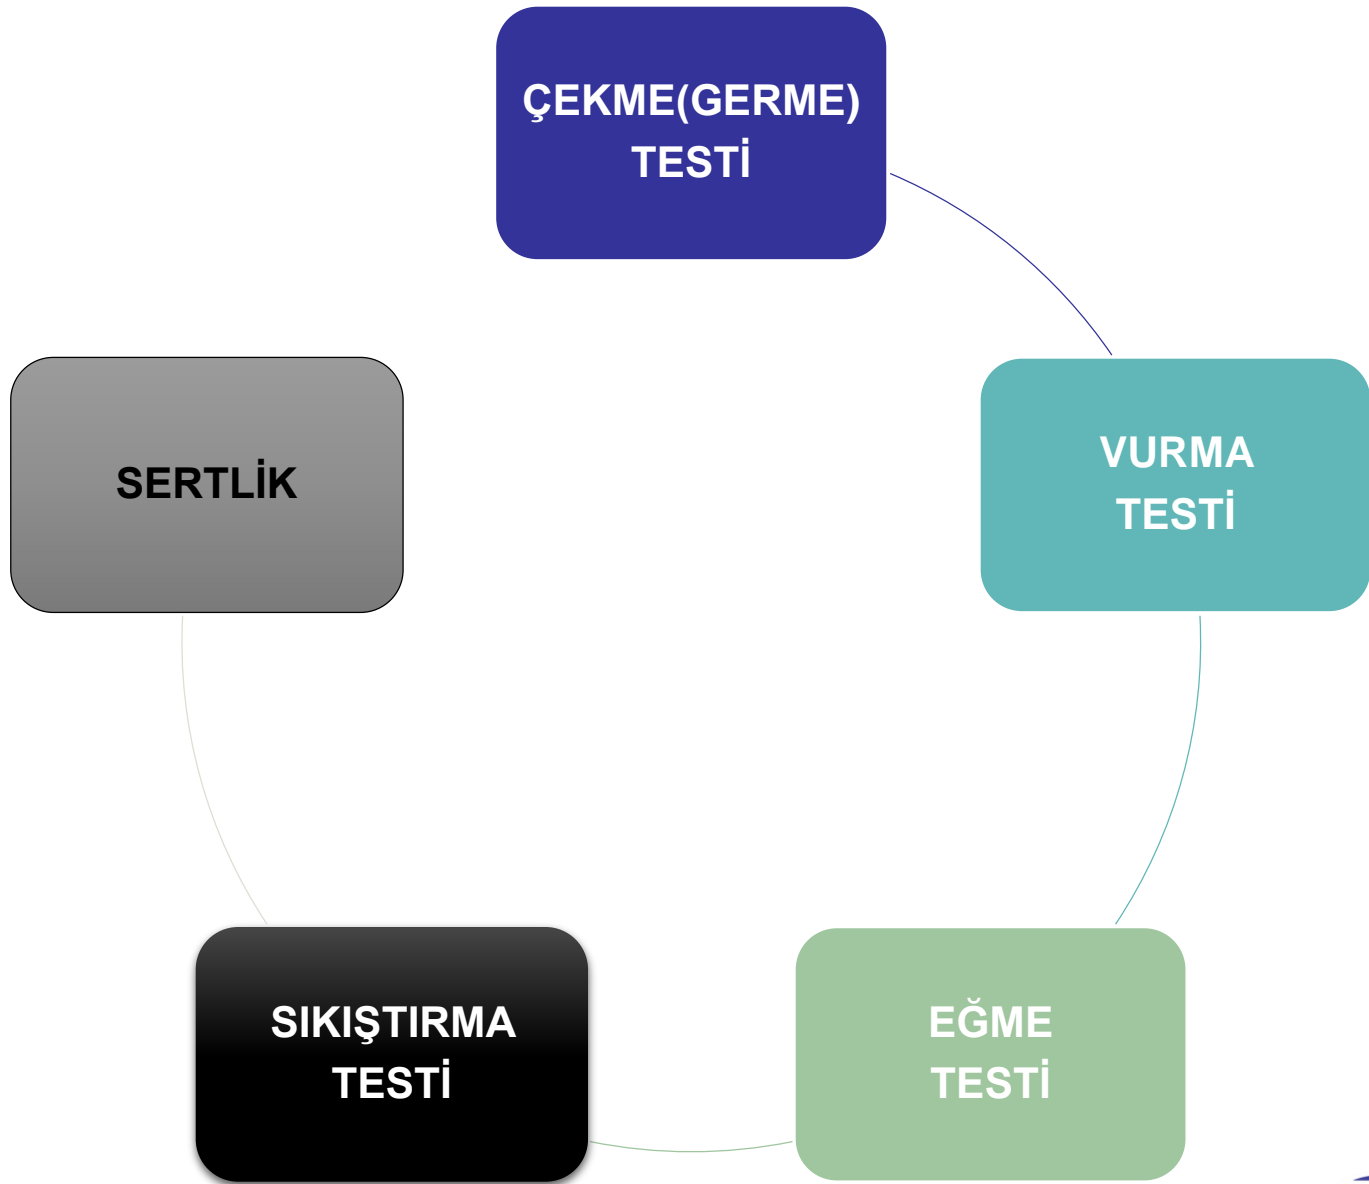 ÇEKME(GERME)
TESTİ
VURMA
TESTİ
EĞME
TESTİ
SIKIŞTIRMA
TESTİ
SERTLİK